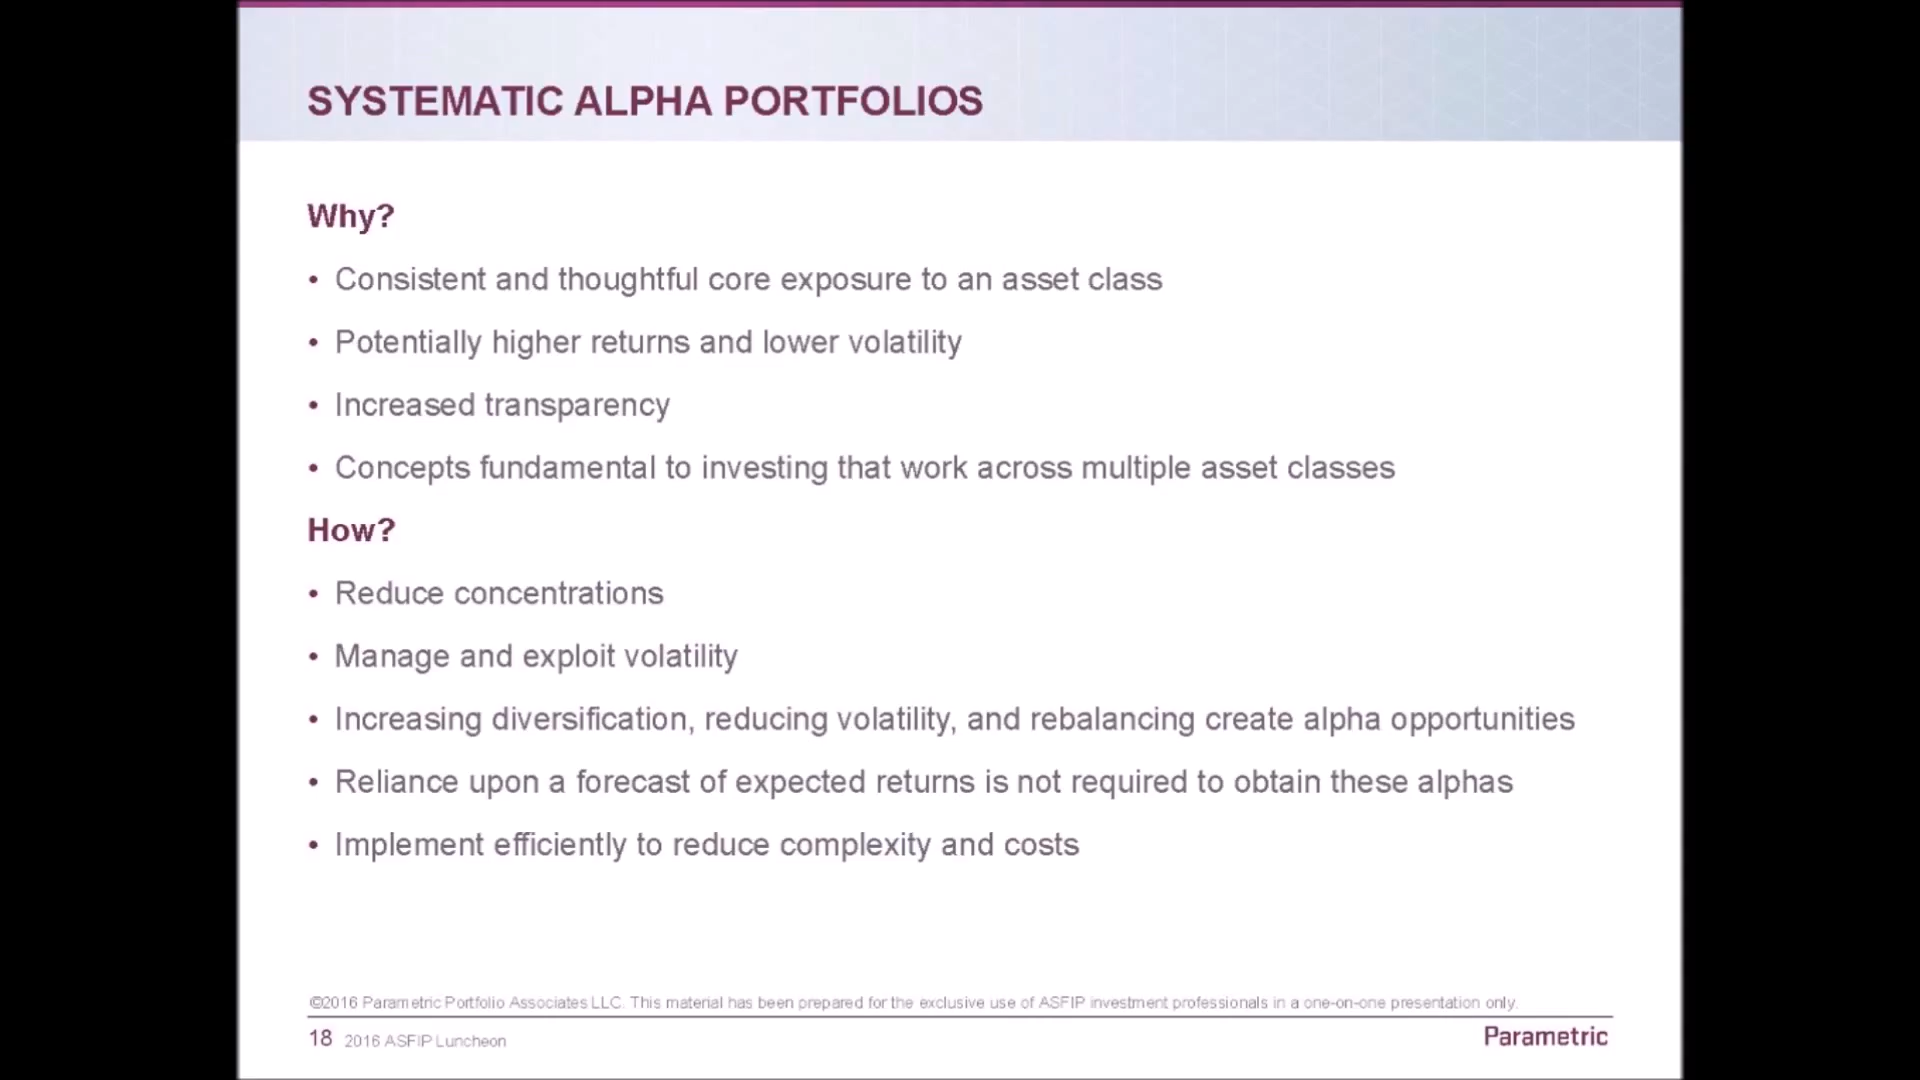 SYSTEMATIC ALPHA PORTFOLIOS
Why?
• Consistent and thoughtful core exposure to an asset class
• Potentially higher returns and lower volatility
• Increased transparency
• Concepts fundamental to investing that work across multiple asset classes
How?
• Reduce concentrations
• Manage and exploit volatility
• Increasing diversification, reducing volatility, and rebalancing create alpha opportunities
• Reliance upon a forecast of expected returns is not required to obtain these alphas
• Implement efficiently to reduce complexity and costs
©2016 Parametric Portfolio Associates LLC. This material has been prepared for the exclusive use of ASFIP investment professionals in a one-on-one presentation only.
18 2016 ASFIP Luncheon
Parametric